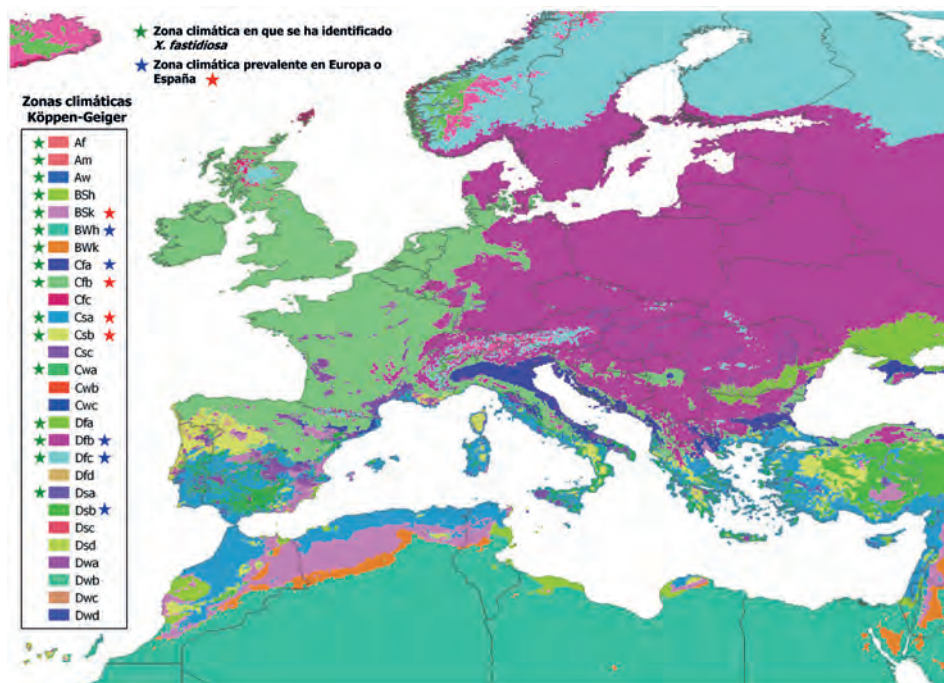 Zona climática en que se ha identificado
X. fastidiosa
Zona climática prevalente en Europa o
España
Zonas climáticas
Köppen-Geiger
Af
Am
Aw
BSh
BSk
BWh
BWk
Cfa
Cfb
Cfc
Csa
Csb
Csc
Cwa
Cwb
Cwc
Dfa
Dfb
Dfc
Dfd
Dsa
Dsb
Dsc
Dsd
Dwa
Dwb
Dwc
Dwd